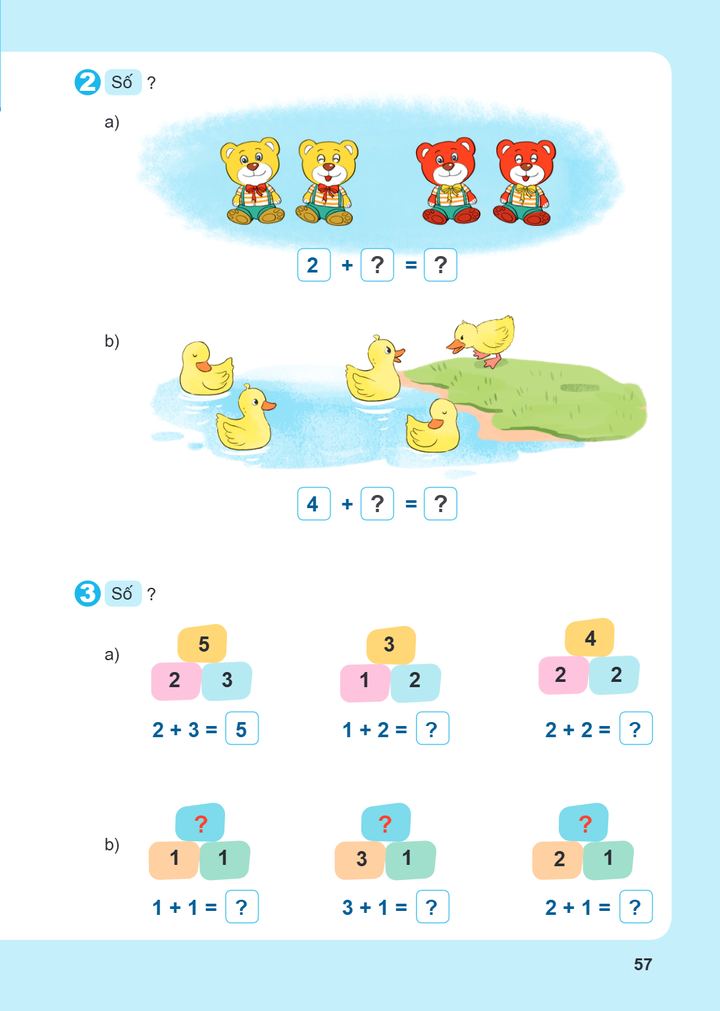 2 Số ?
a)
2 + ? = ?
b)
4 + ? = ?
3 Số ?
a)
5 3 4
2 3 1 2 2 2
2 + 3 = 5 1 + 2 = ? 2 + 2 = ?
b)
? ? ?
1 1 3 1 2 1
1 + 1 = ? 3 + 1 = ? 2 + 1 = ?
57